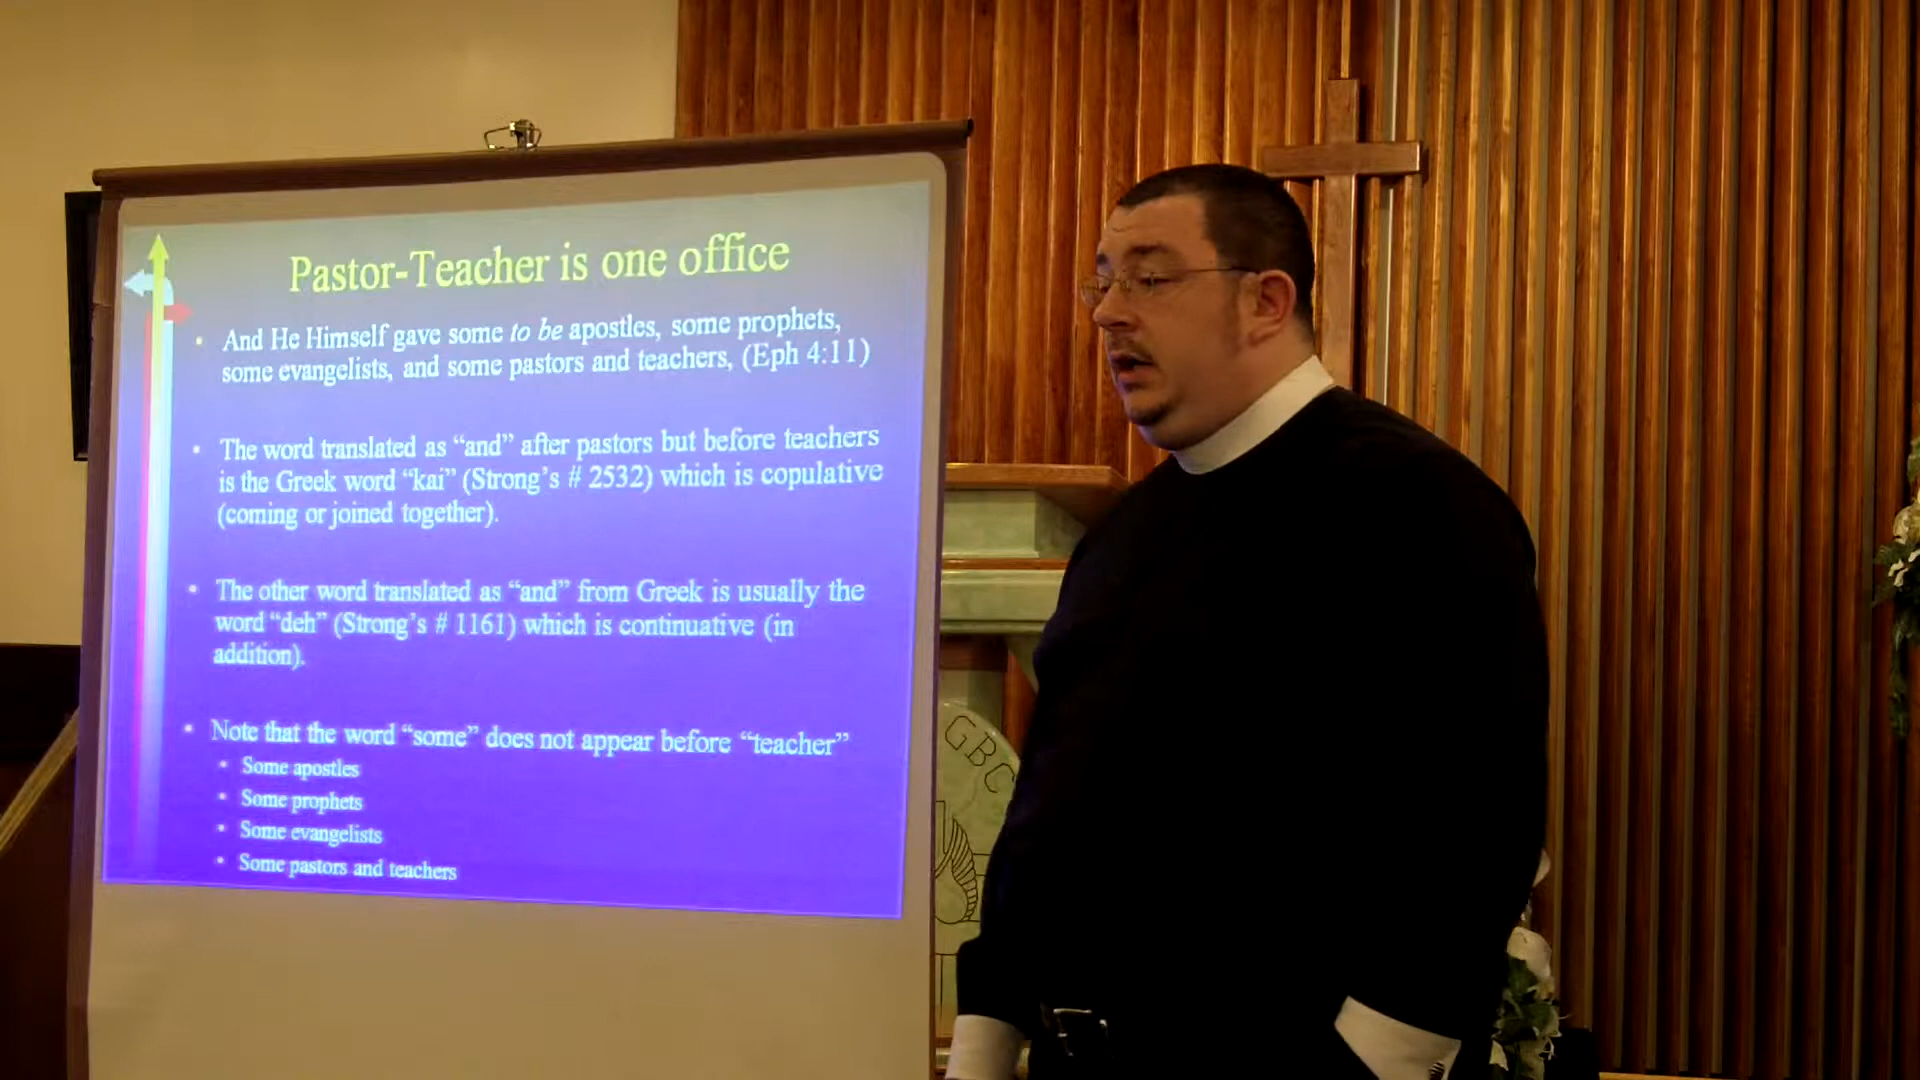 Pastor-Teacher is one office
• And He Himself gave some to be apostles, some prophets,
some evangelists, and some pastors and teachers, (Eph 4:11)
• The word translated as “and” after pastors but before teachers
is the Greek word “kai” (Strong’s # 2532) which is copulative
(coming or joined together).
• The other word translated as “and” from Greek is usually the
word “deh” (Strong’s # 1161) which is continuative (in
addition).
• Note that the word “some” does not appear before “teacher”
• Some apostles
• Some prophets
• Some evangelists
• Some pastors and teachers
GBC